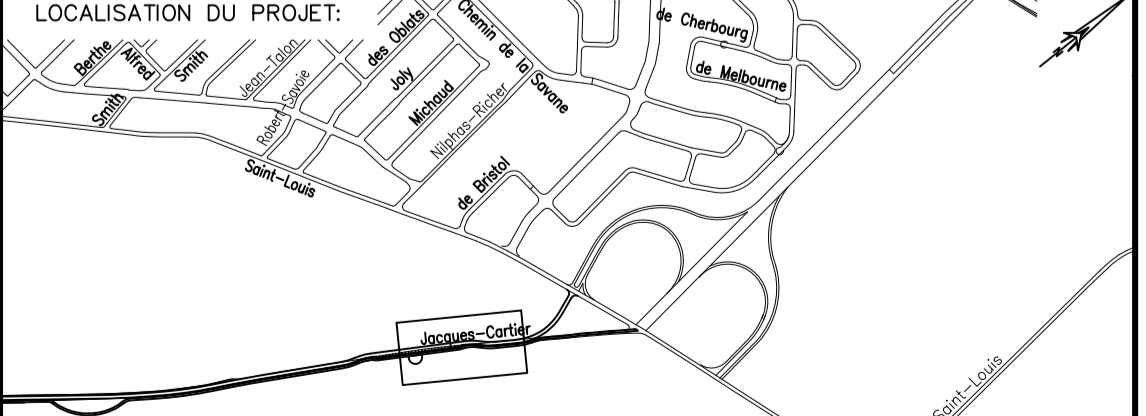 LOCALISATION DU PROJET:
Berthe
Alfred
Smith
Jean-Talon
Robert-Savoie
des Oblats
Joly
Michaud
Nilphas-Richer
Chemin de la Savane
de Cherbourg
de Melbourne
Smith
Saint-Louis
de Bristol
Jacques-Cartier
Saint-Louis